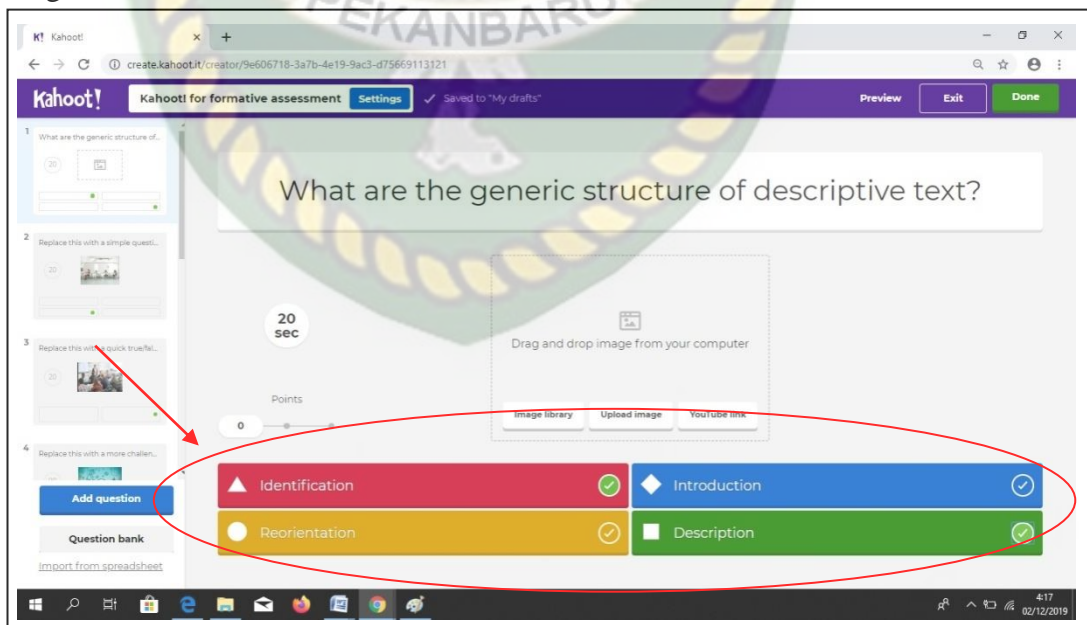 PEKANBARU
K! Kahoot!
create.kahoot.it/creator/9e606718-3a7b-4e19-9ac3-d75669113121
Kahoot!
Kahoot! for formative assessment Settings Saved to "My drafts" Preview Exit Done
1 What are the generic structure of...
20
2 Replace this with a simple questi...
20
3 Replace this with a quick true/fal...
20
4 Replace this with a more challen...
Add question
Question bank
Import from spreadsheet
What are the generic structure of descriptive text?
20
sec
Points
0
Drag and drop image from your computer
Image library Upload image YouTube link
Identification Introduction
Reorientation Description
4:17
02/12/2019